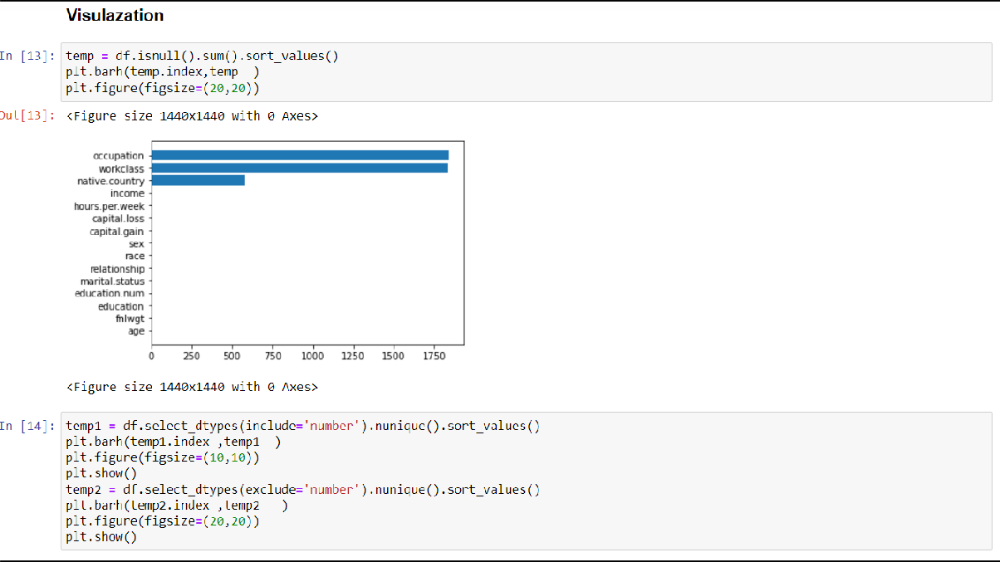 Visulazation
In [13]: temp = df.isnull().sum().sort_values()
plt.barh(temp.index,temp  )
plt.figure(figsize=(20,20))
Out[13]: <Figure size 1440x1440 with 0 Axes>
occupation
workclass
native.country
income
hours.per.week
capital.loss
capital.gain
sex
race
relationship
marital.status
education.num
education
fnlwgt
age
0 250 500 750 1000 1250 1500 1750
<Figure size 1440x1440 with 0 Axes>
In [14]: temp1 = df.select_dtypes(include='number').nunique().sort_values()
plt.barh(temp1.index ,temp1  )
plt.figure(figsize=(10,10))
plt.show()
temp2 = df.select_dtypes(exclude='number').nunique().sort_values()
plt.barh(temp2.index ,temp2   )
plt.figure(figsize=(20,20))
plt.show()